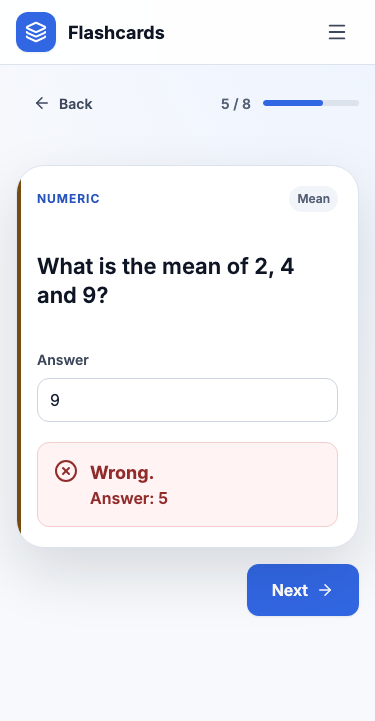 Flashcards
Back
5 / 8
NUMERIC
Mean
What is the mean of 2, 4
and 9?
Answer
9
Wrong.
Answer: 5
Next